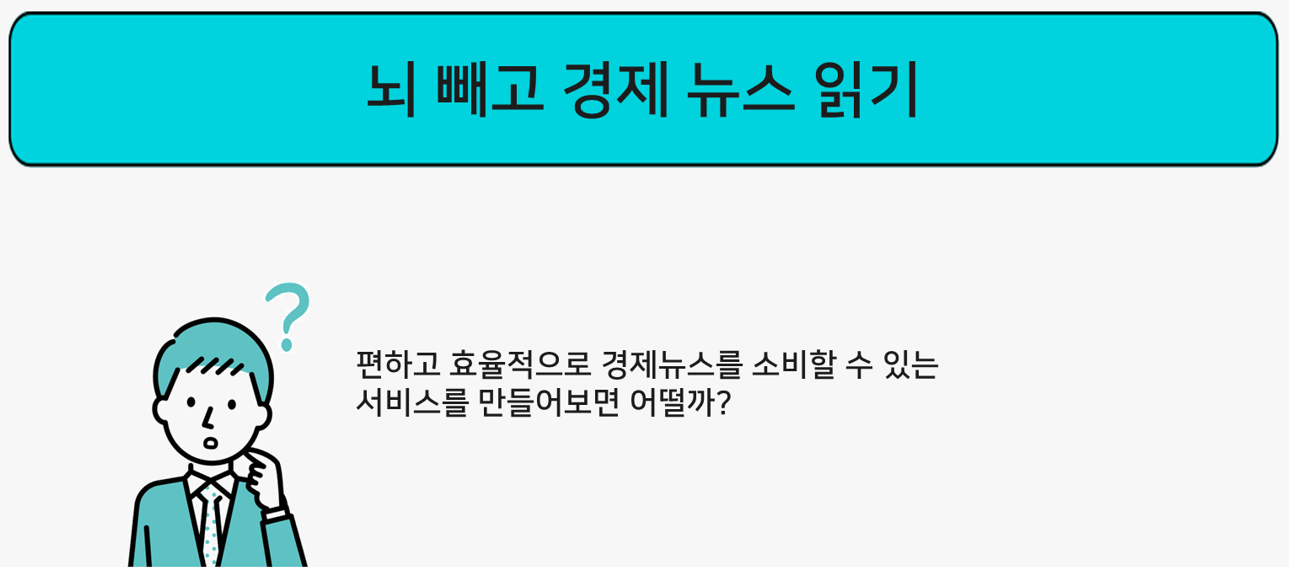 뇌 빼고 경제 뉴스 읽기
?
편하고 효율적으로 경제뉴스를 소비할 수 있는
서비스를 만들어보면 어떨까?